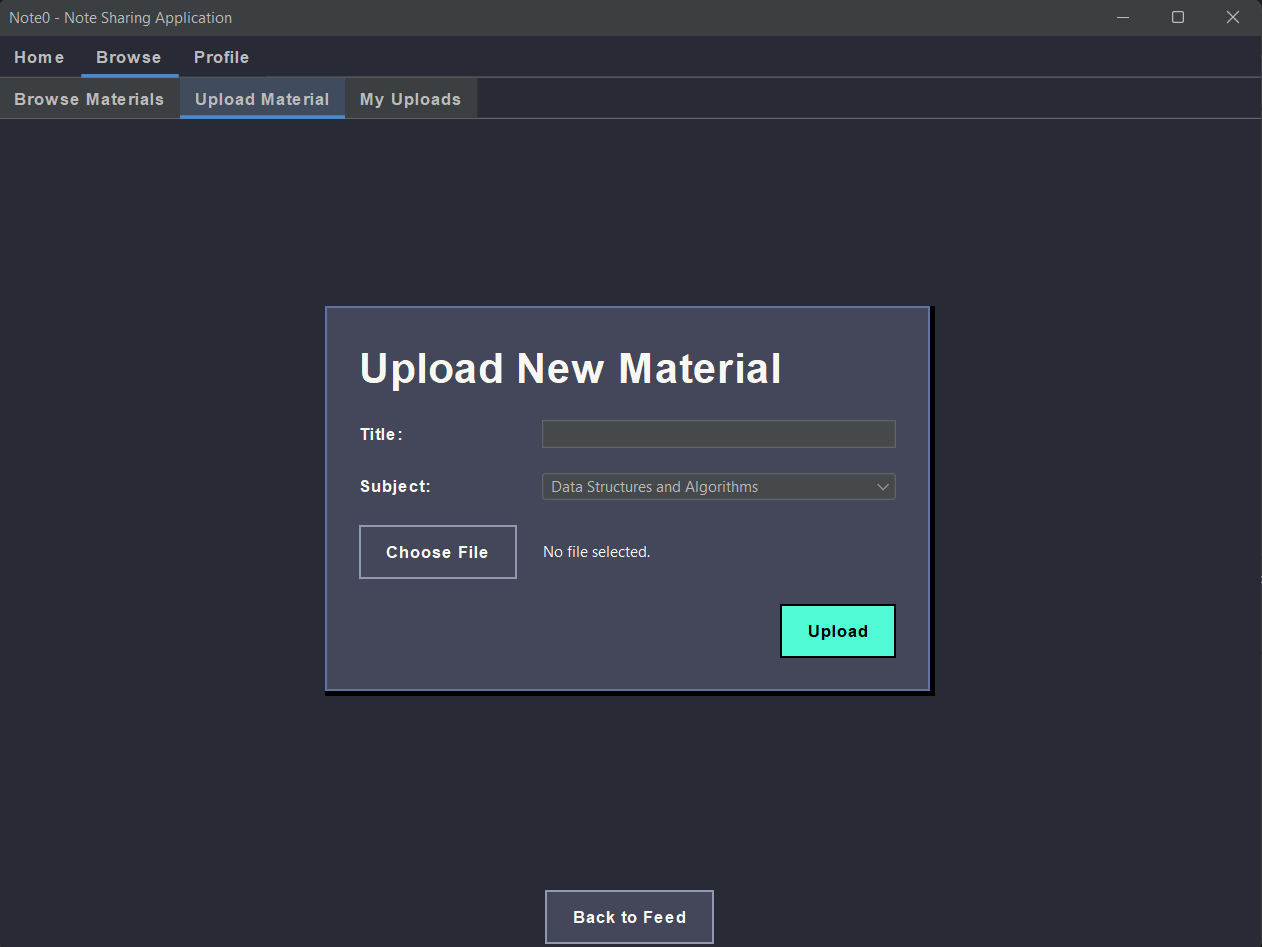 Note0 - Note Sharing Application
Home Browse Profile
Browse Materials Upload Material My Uploads
Upload New Material
Title:
Subject: Data Structures and Algorithms
Choose File No file selected.
Upload
Back to Feed